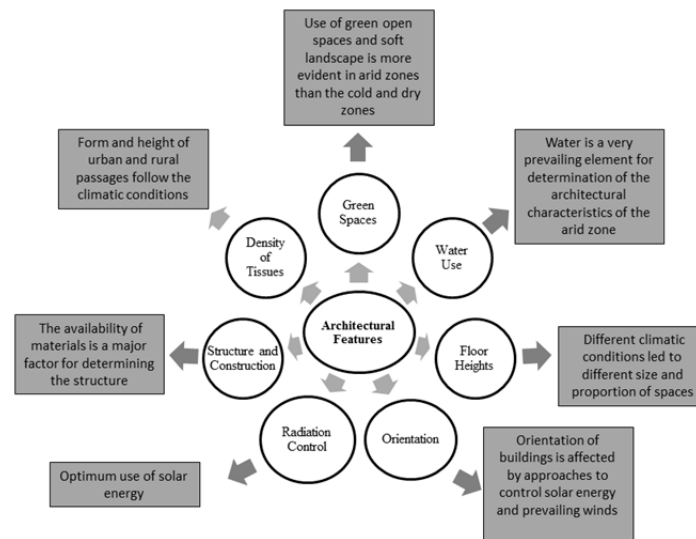 Use of green open
spaces and soft
landscape is more
evident in arid zones
than the cold and dry
zones
Form and height of
urban and rural
passages follow the
climatic conditions
Water is a very
prevailing element for
determination of the
architectural
characteristics of the
arid zone
Green
Spaces
Density
of
Tissues
Water
Use
Architectural
Features
The availability of
materials is a major
factor for determining
the structure
Structure and
Construction
Floor
Heights
Different climatic
conditions led to
different size and
proportion of spaces
Radiation
Control
Orientation
Optimum use of solar
energy
Orientation of
buildings is affected
by approaches to
control solar energy
and prevailing winds